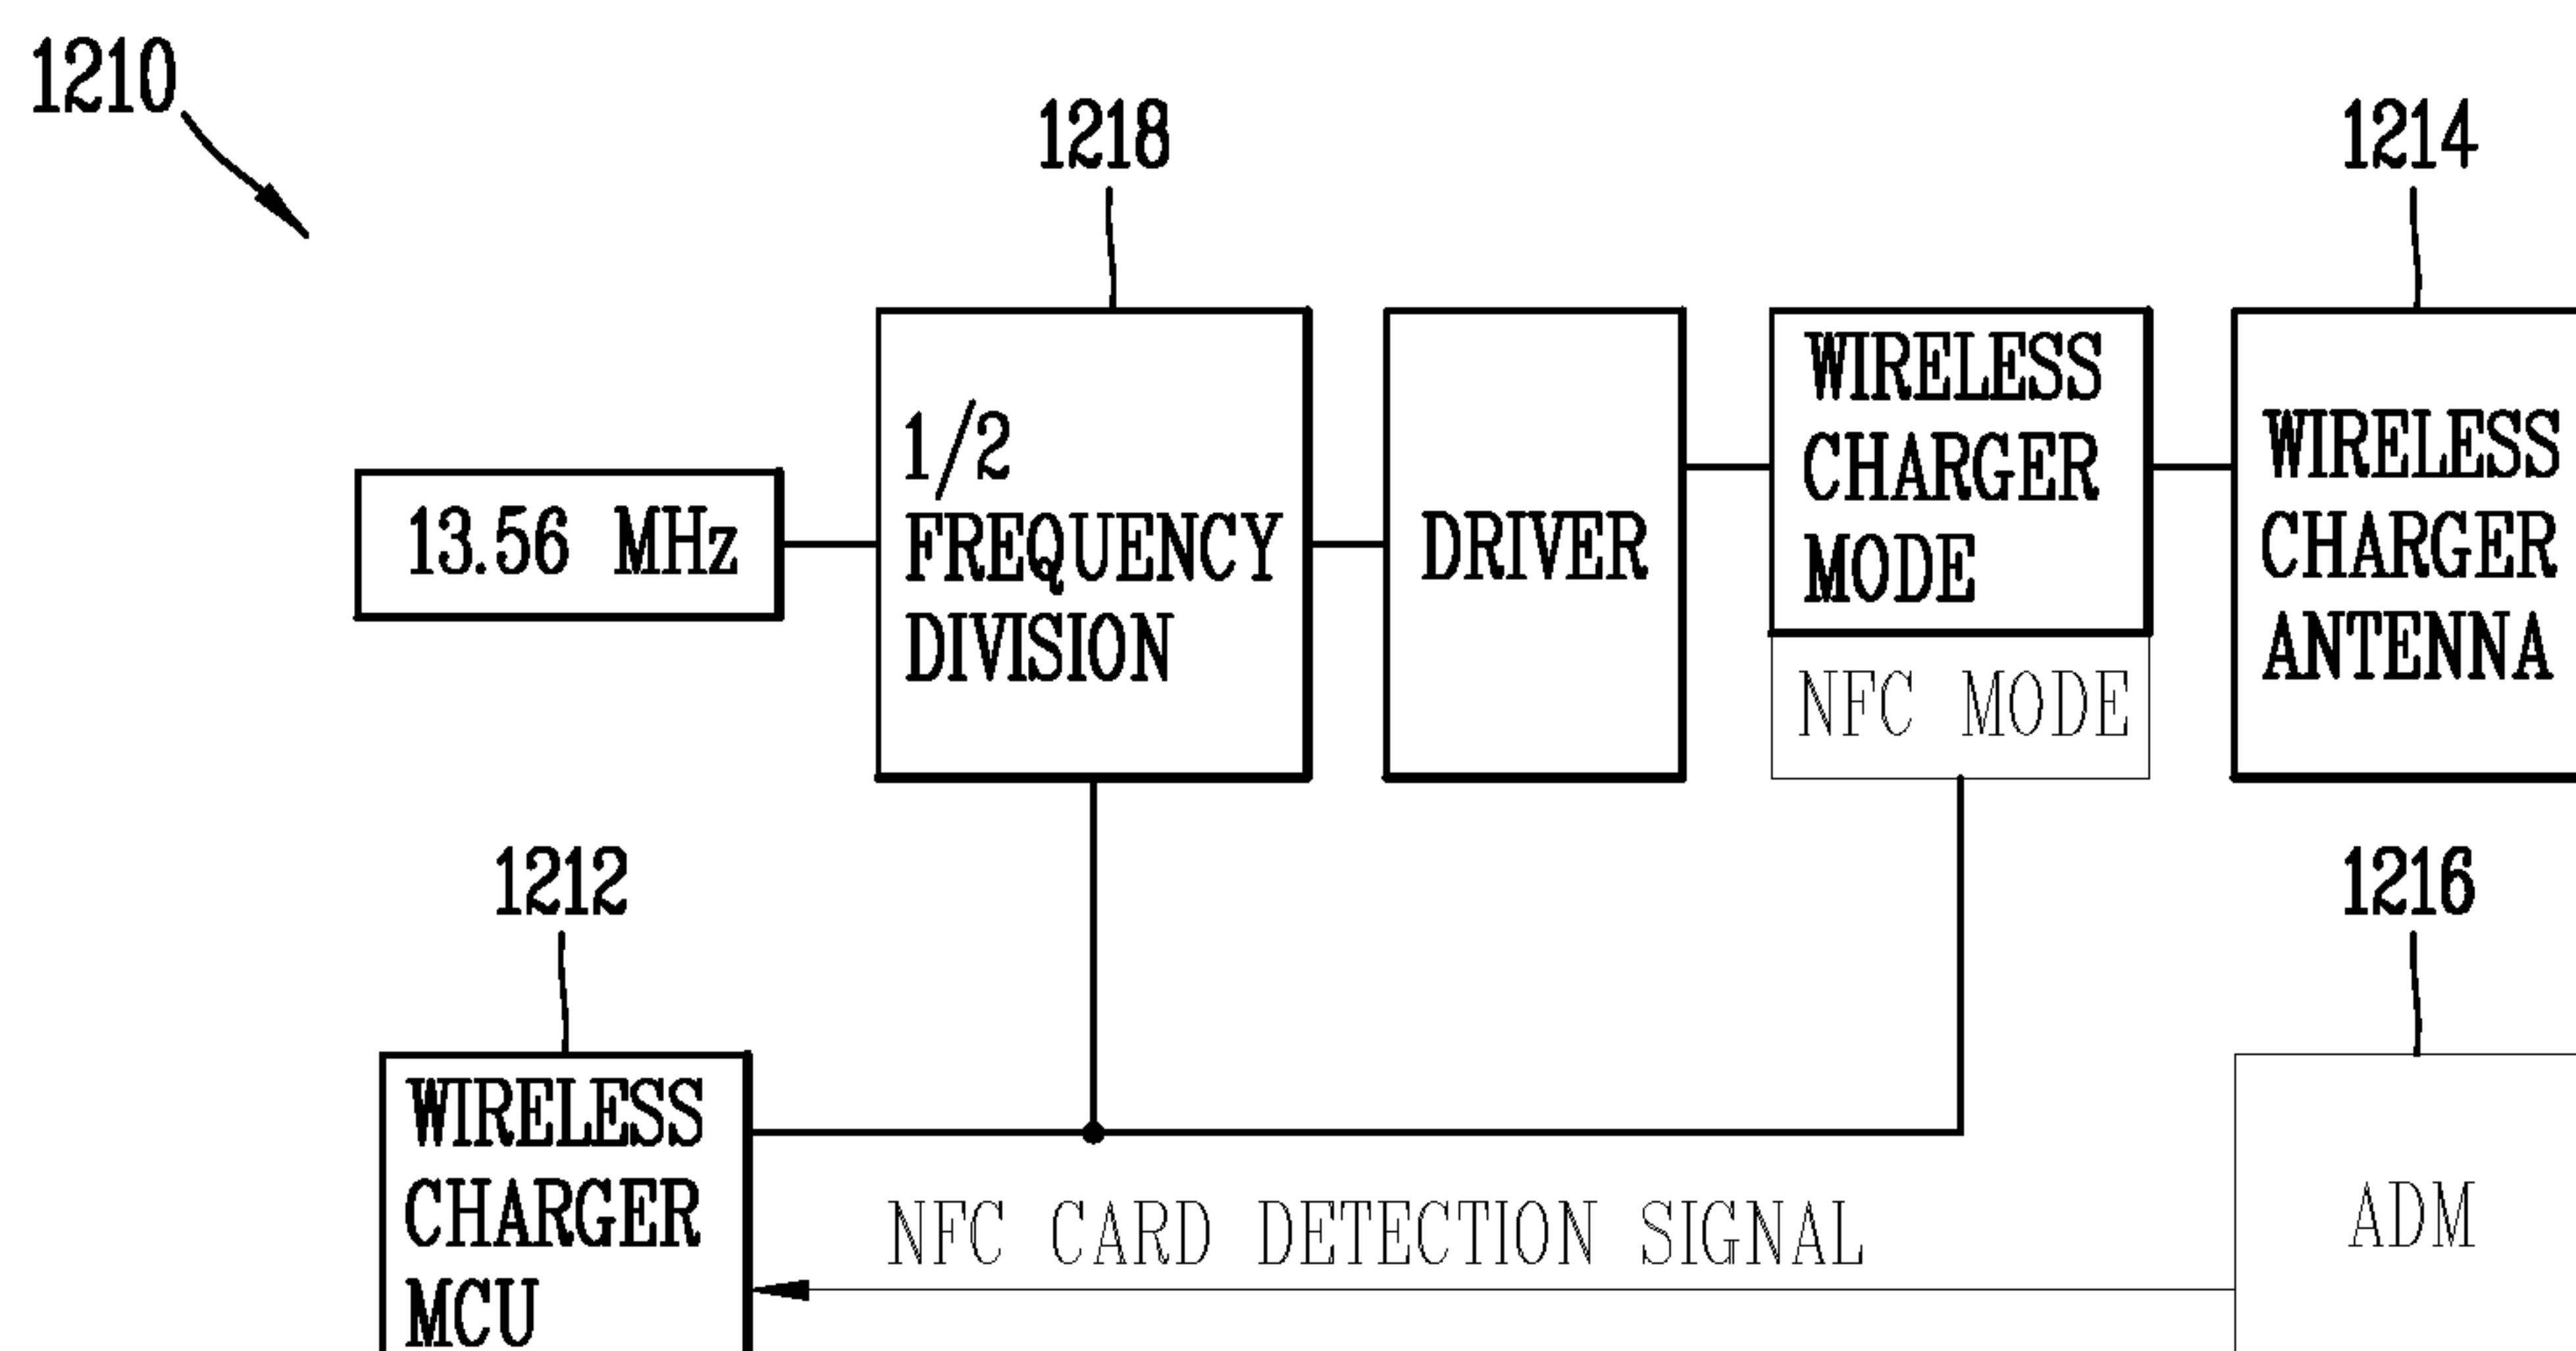 1210
1218
1214
13.56 MHz
1/2
FREQUENCY
DIVISION
DRIVER
WIRELESS
CHARGER
MODE
NFC MODE
WIRELESS
CHARGER
ANTENNA
1212
1216
WIRELESS
CHARGER
MCU
NFC CARD DETECTION SIGNAL
ADM